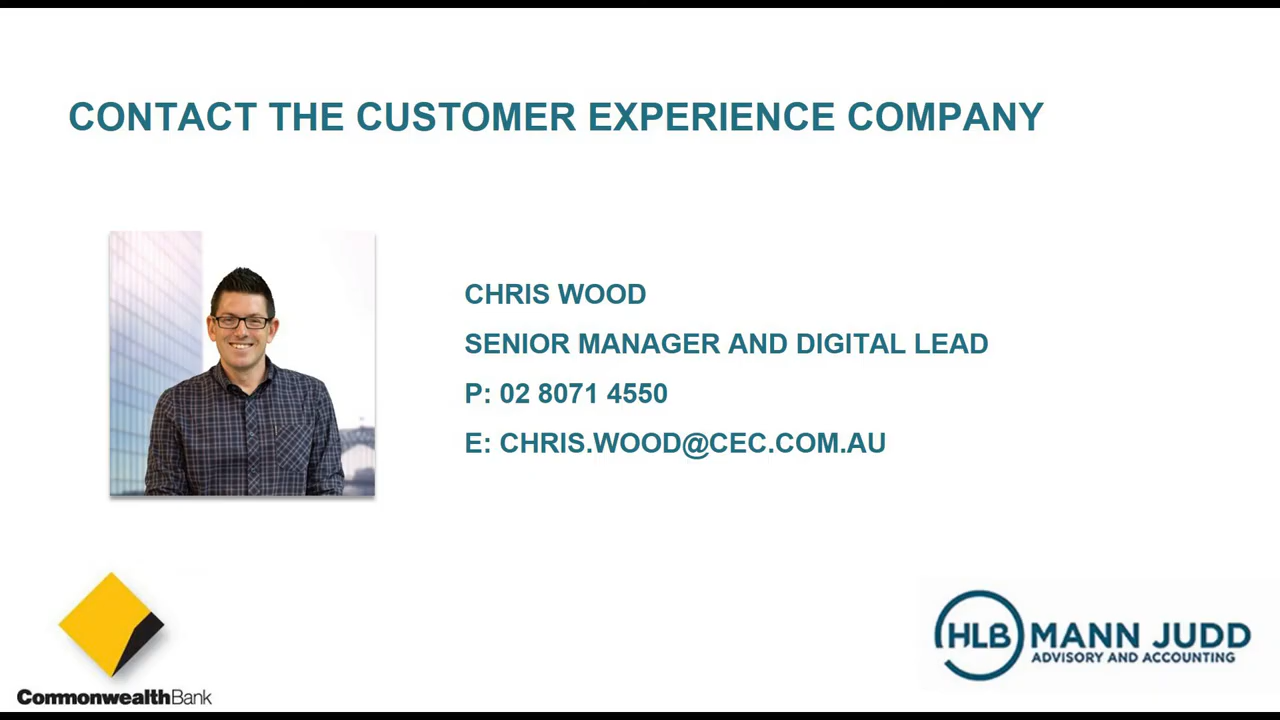 CONTACT THE CUSTOMER EXPERIENCE COMPANY
CHRIS WOOD
SENIOR MANAGER AND DIGITAL LEAD
P: 02 8071 4550
E: CHRIS.WOOD@CEC.COM.AU
CommonwealthBank
HLB MANN JUDD
ADVISORY AND ACCOUNTING